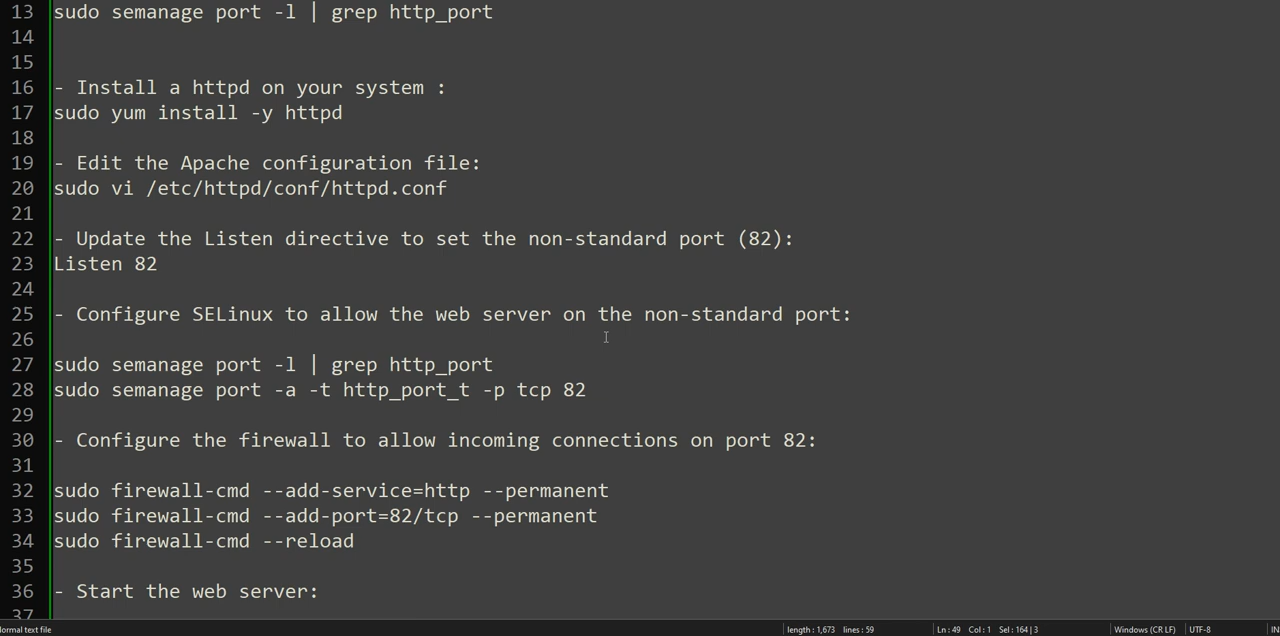 13 sudo semanage port -l | grep http_port
14
15
16 - Install a httpd on your system :
17 sudo yum install -y httpd
18
19 - Edit the Apache configuration file:
20 sudo vi /etc/httpd/conf/httpd.conf
21
22 - Update the Listen directive to set the non-standard port (82):
23 Listen 82
24
25 - Configure SELinux to allow the web server on the non-standard port:
26
27 sudo semanage port -l | grep http_port
28 sudo semanage port -a -t http_port_t -p tcp 82
29
30 - Configure the firewall to allow incoming connections on port 82:
31
32 sudo firewall-cmd --add-service=http --permanent
33 sudo firewall-cmd --add-port=82/tcp --permanent
34 sudo firewall-cmd --reload
35
36 - Start the web server:
37
ormal text file length : 1,673 lines : 59 Ln : 49 Col : 1 Sel : 164 | 3 Windows (CR LF) UTF-8 IN